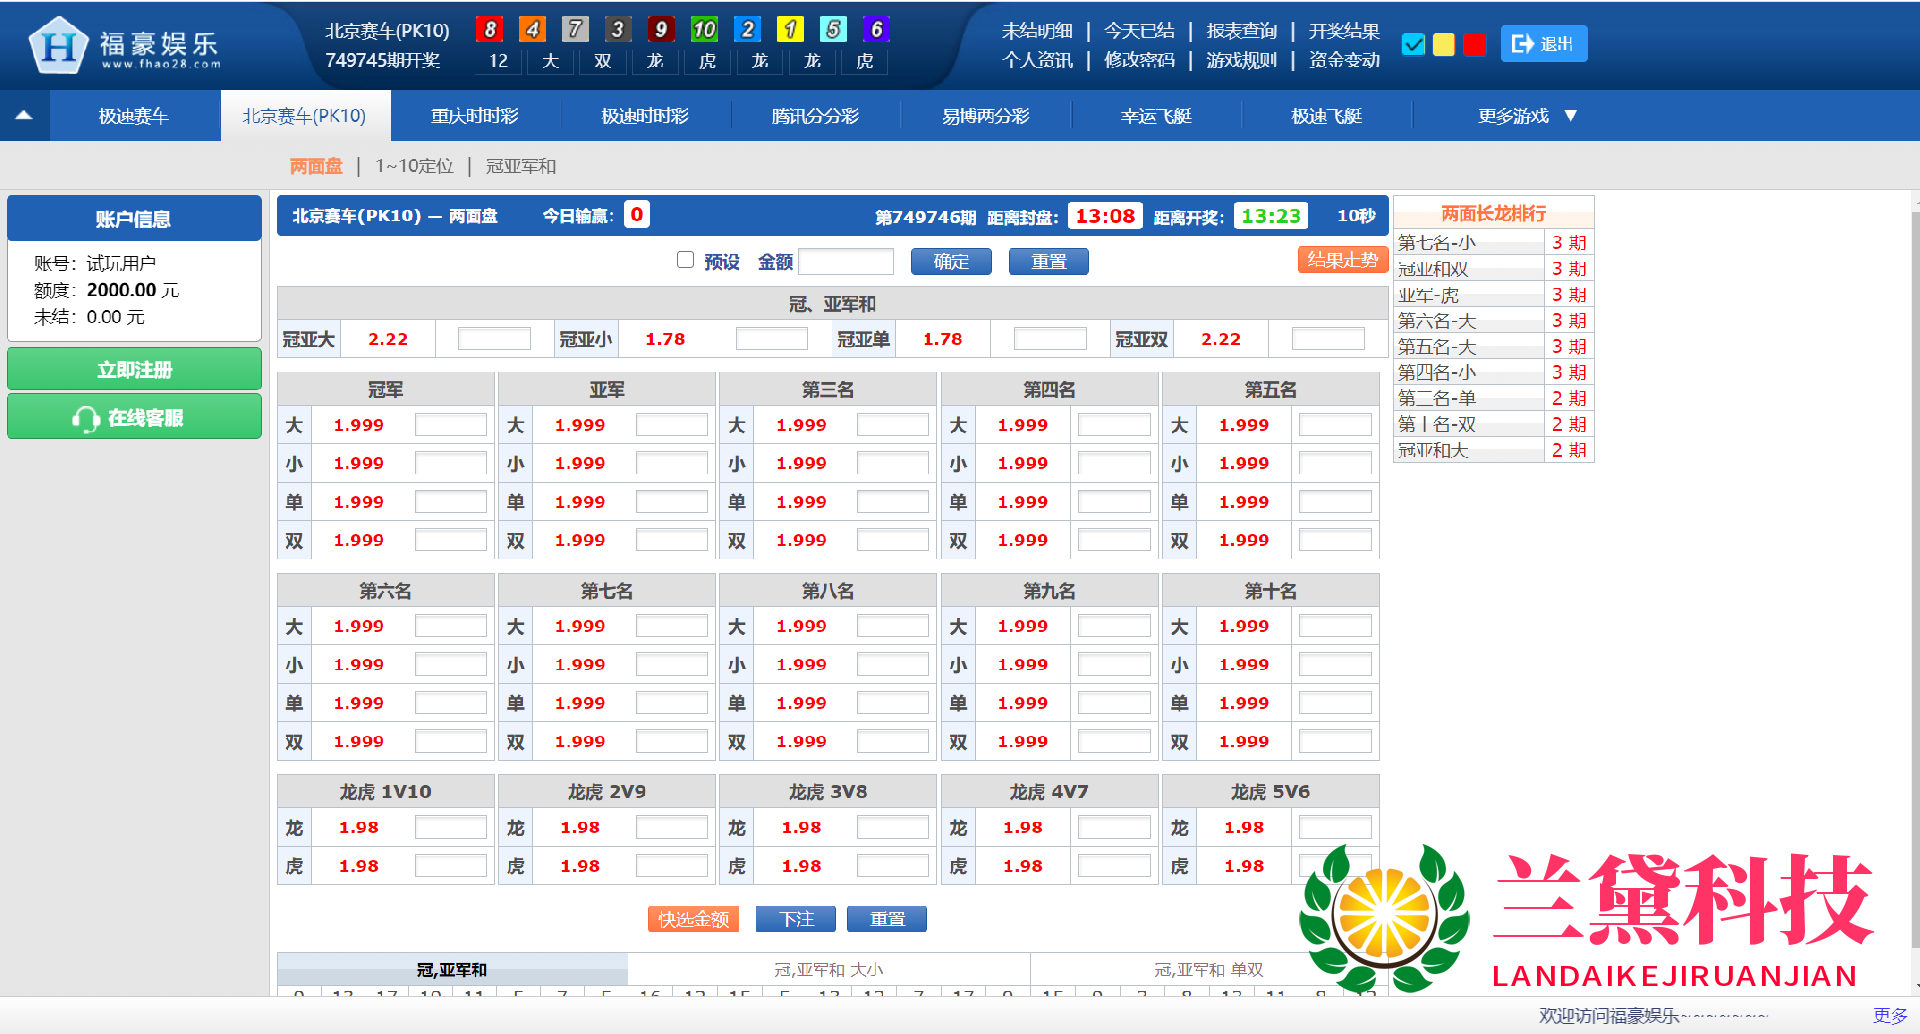 福豪娱乐
www.fhao28.com
北京赛车(PK10) 8 4 7 3 9 10 2 1 5 6
749745期开奖 12 大 双 龙 虎 龙 龙 虎
未结明细 | 今天已结 | 报表查询 | 开奖结果
个人资讯 | 修改密码 | 游戏规则 | 资金变动
退出
极速赛车 北京赛车(PK10) 重庆时时彩 极速时时彩 腾讯分分彩 易博两分彩 幸运飞艇 极速飞艇 更多游戏 ▼
两面盘 | 1~10定位 | 冠亚军和
账户信息
账号：试玩用户
额度：2000.00 元
未结：0.00 元
立即注册
在线客服
北京赛车(PK10) — 两面盘 今日输赢：0 第749746期 距离封盘：13:08 距离开奖：13:23 10秒
预设 金额 确定 重置 结果走势
冠、亚军和
冠亚大 2.22 冠亚小 1.78 冠亚单 1.78 冠亚双 2.22
冠军 亚军 第三名 第四名 第五名
大 1.999 大 1.999 大 1.999 大 1.999 大 1.999
小 1.999 小 1.999 小 1.999 小 1.999 小 1.999
单 1.999 单 1.999 单 1.999 单 1.999 单 1.999
双 1.999 双 1.999 双 1.999 双 1.999 双 1.999
第六名 第七名 第八名 第九名 第十名
大 1.999 大 1.999 大 1.999 大 1.999 大 1.999
小 1.999 小 1.999 小 1.999 小 1.999 小 1.999
单 1.999 单 1.999 单 1.999 单 1.999 单 1.999
双 1.999 双 1.999 双 1.999 双 1.999 双 1.999
龙虎 1V10 龙虎 2V9 龙虎 3V8 龙虎 4V7 龙虎 5V6
龙 1.98 龙 1.98 龙 1.98 龙 1.98 龙 1.98
虎 1.98 虎 1.98 虎 1.98 虎 1.98 虎 1.98
快选金额 下注 重置
冠,亚军和 冠,亚军和 大小 冠,亚军和 单双
两面长龙排行
第七名-小 3 期
冠亚和双 3 期
亚军-虎 3 期
第六名-大 3 期
第五名-大 3 期
第四名-小 3 期
第二名-单 2 期
第十名-双 2 期
冠亚和大 2 期
兰黛科技
LANDAIKEJIRUANJIAN
欢迎访问福豪娱乐~~~~~~~~
更多